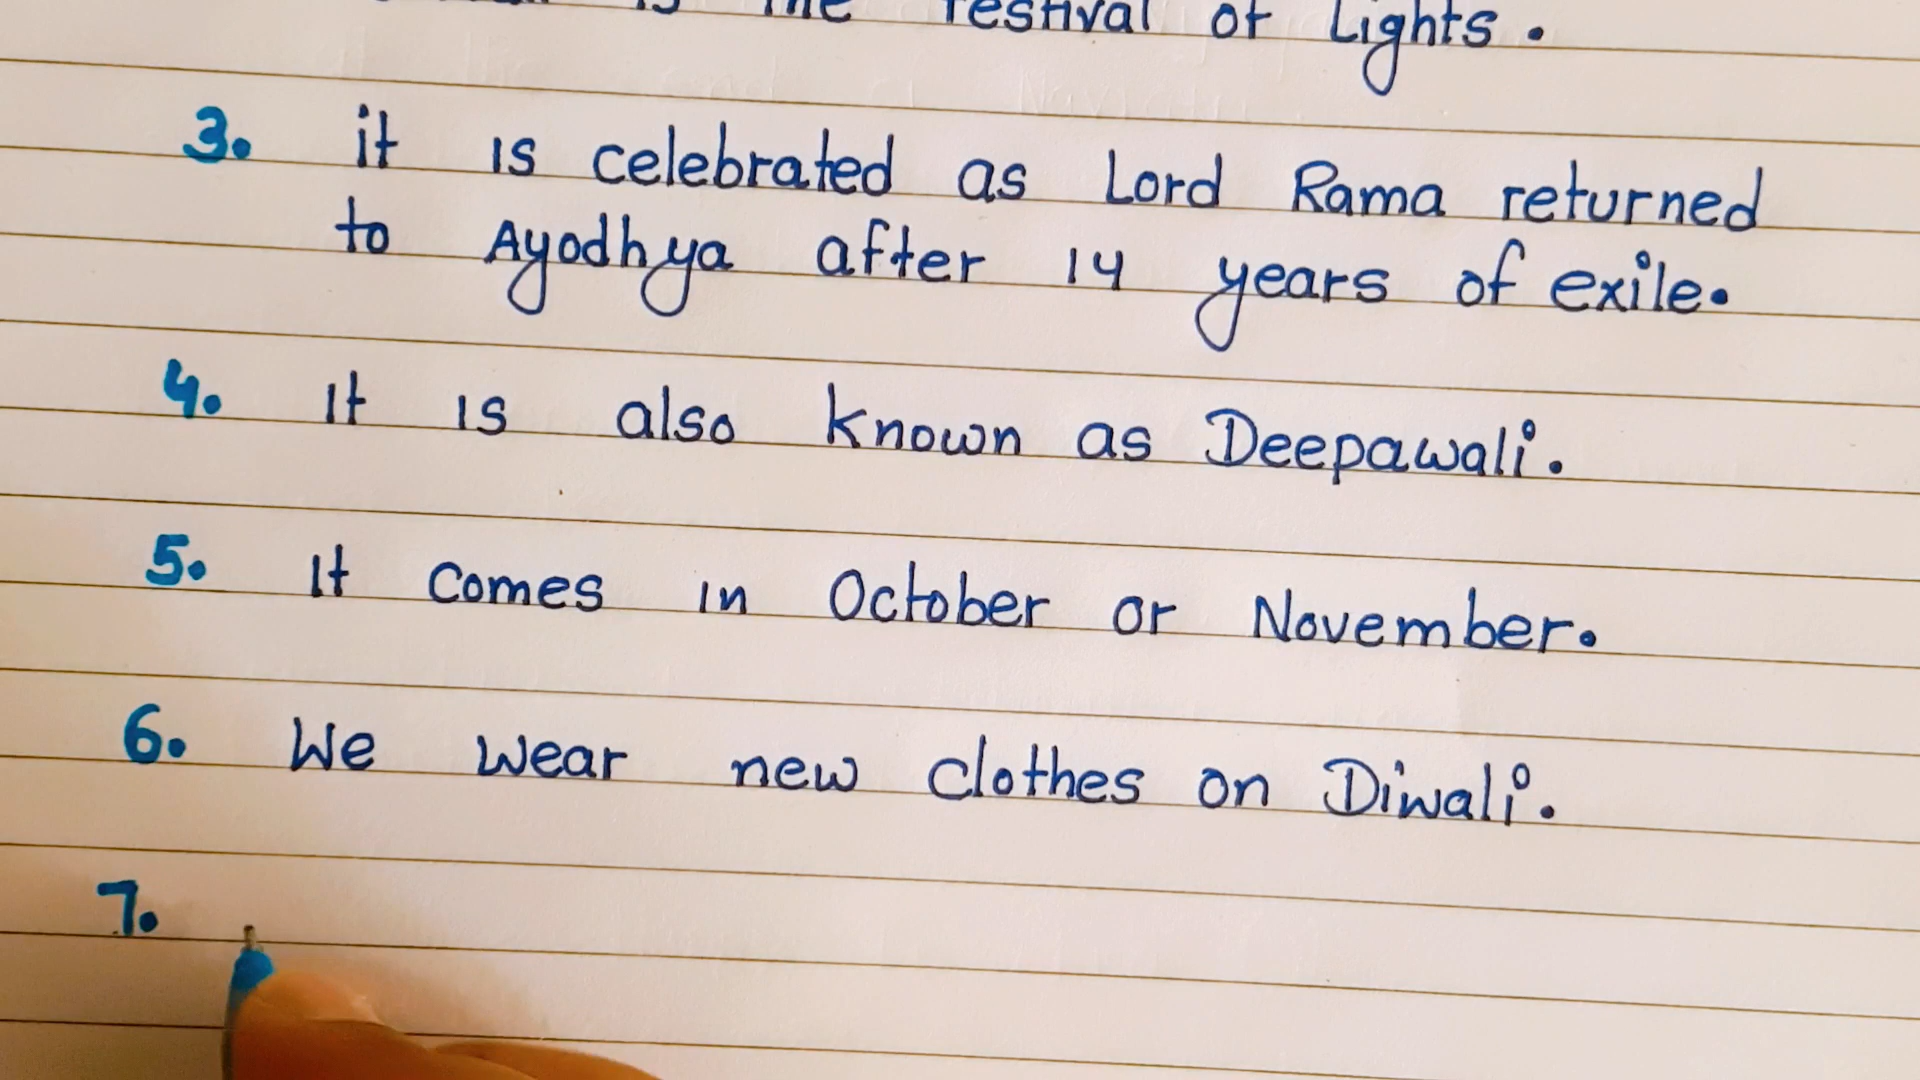 is the festival of Lights.
3. it is celebrated as Lord Rama returned
to Ayodhya after 14 years of exile.
4. It is also known as Deepawali.
5. It comes in October or November.
6. We wear new clothes on Diwali.
7.